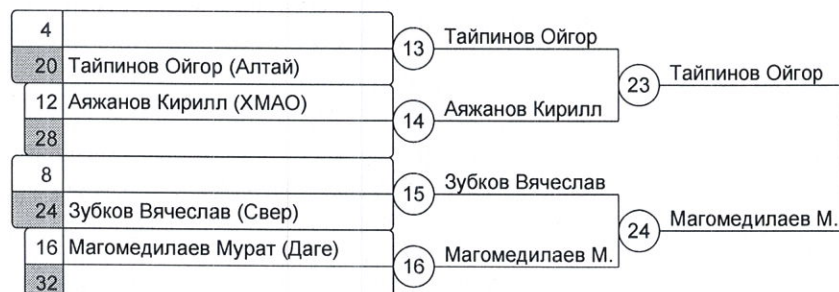 4
13 Тайпинов Ойгор
20 Тайпинов Ойгор (Алтай)
23 Тайпинов Ойгор
12 Аяжанов Кирилл (ХМАО)
14 Аяжанов Кирилл
28
8
15 Зубков Вячеслав
24 Зубков Вячеслав (Свер)
24 Магомедилаев М.
16 Магомедилаев Мурат (Даге)
16 Магомедилаев М.
32